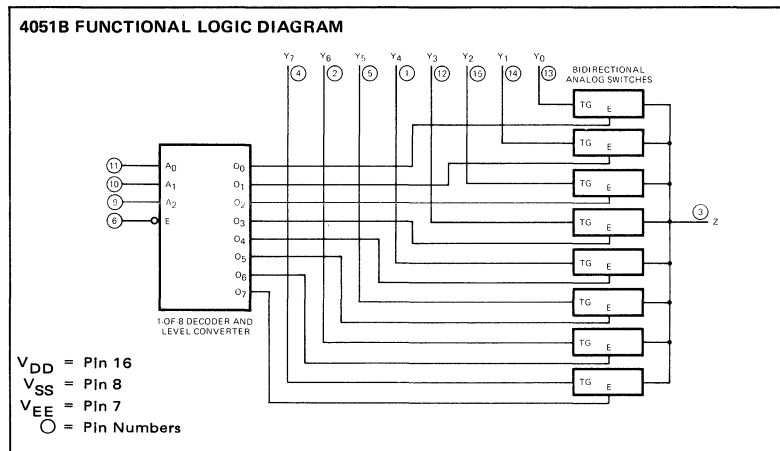 4051B FUNCTIONAL LOGIC DIAGRAM
Y7 Y6 Y5 Y4 Y3 Y2 Y1 Y0
4 2 5 1 12 15 14 13
BIDIRECTIONAL
ANALOG SWITCHES
TG E
TG E
TG E
TG E
TG E
TG E
TG E
TG E
3 Z
11 A0 O0
10 A1 O1
9 A2 O2
6 E O3
O4
O5
O6
O7
1-OF-8 DECODER AND
LEVEL CONVERTER
VDD = Pin 16
VSS = Pin 8
VEE = Pin 7
○ = Pin Numbers